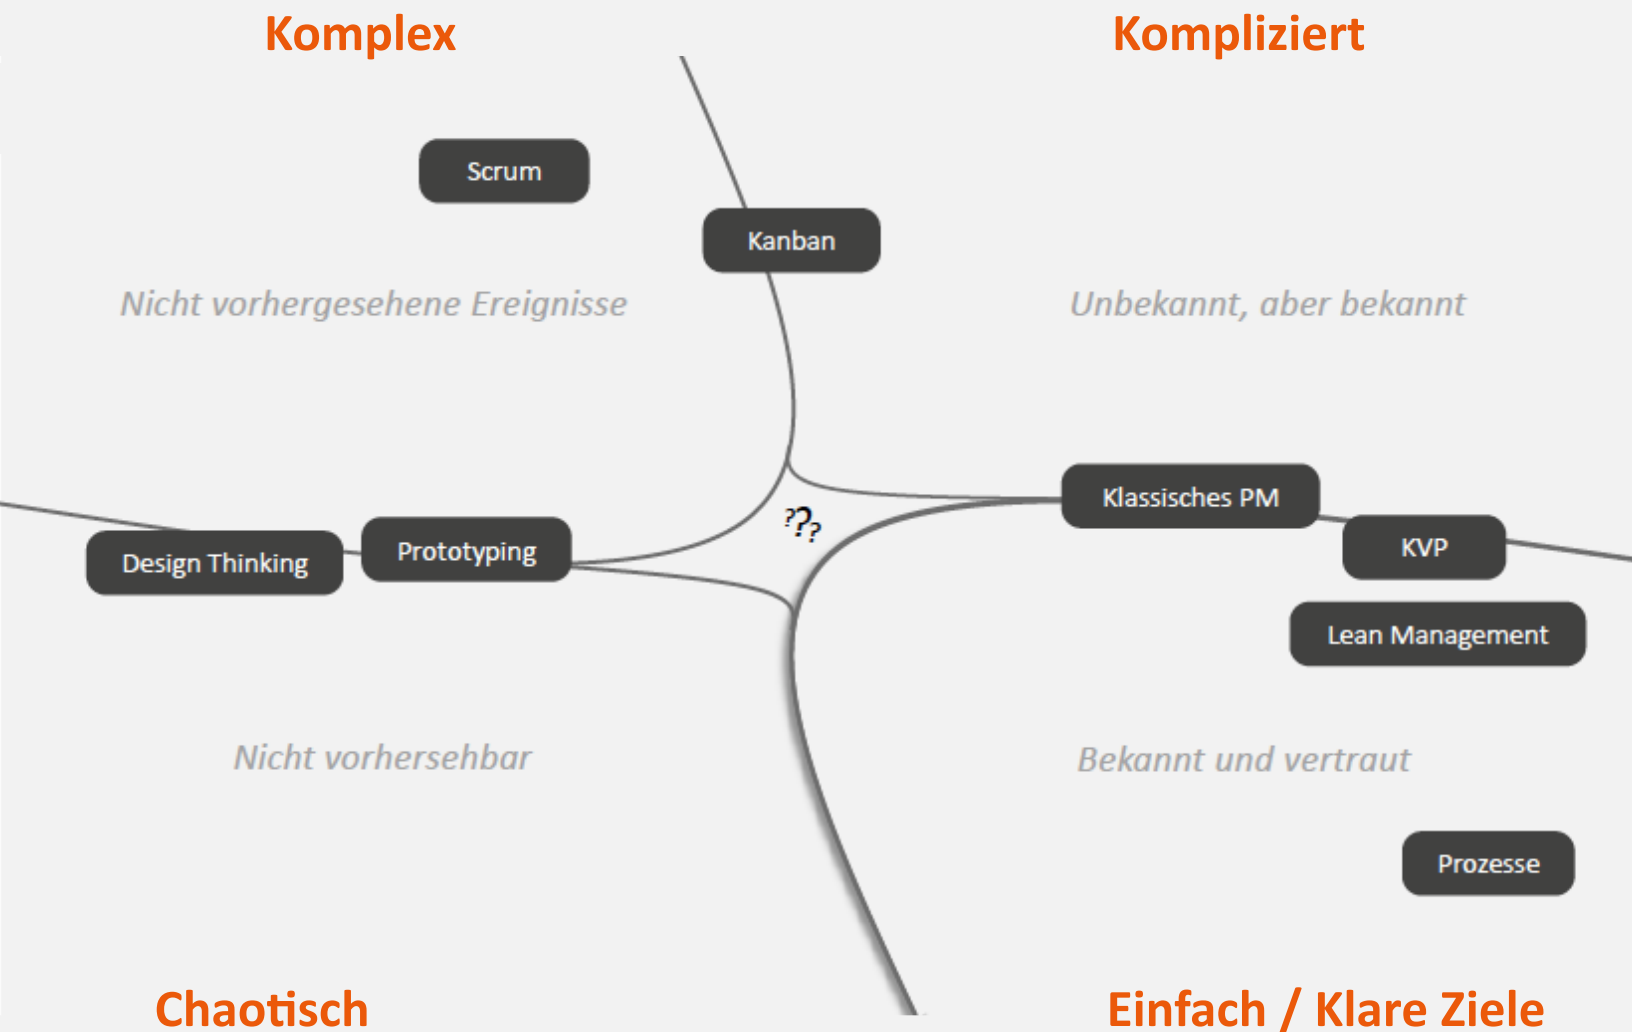 Komplex
Kompliziert
Scrum
Kanban
Nicht vorhergesehene Ereignisse
Unbekannt, aber bekannt
Klassisches PM
???
KVP
Prototyping
Design Thinking
Lean Management
Nicht vorhersehbar
Bekannt und vertraut
Prozesse
Chaotisch
Einfach / Klare Ziele